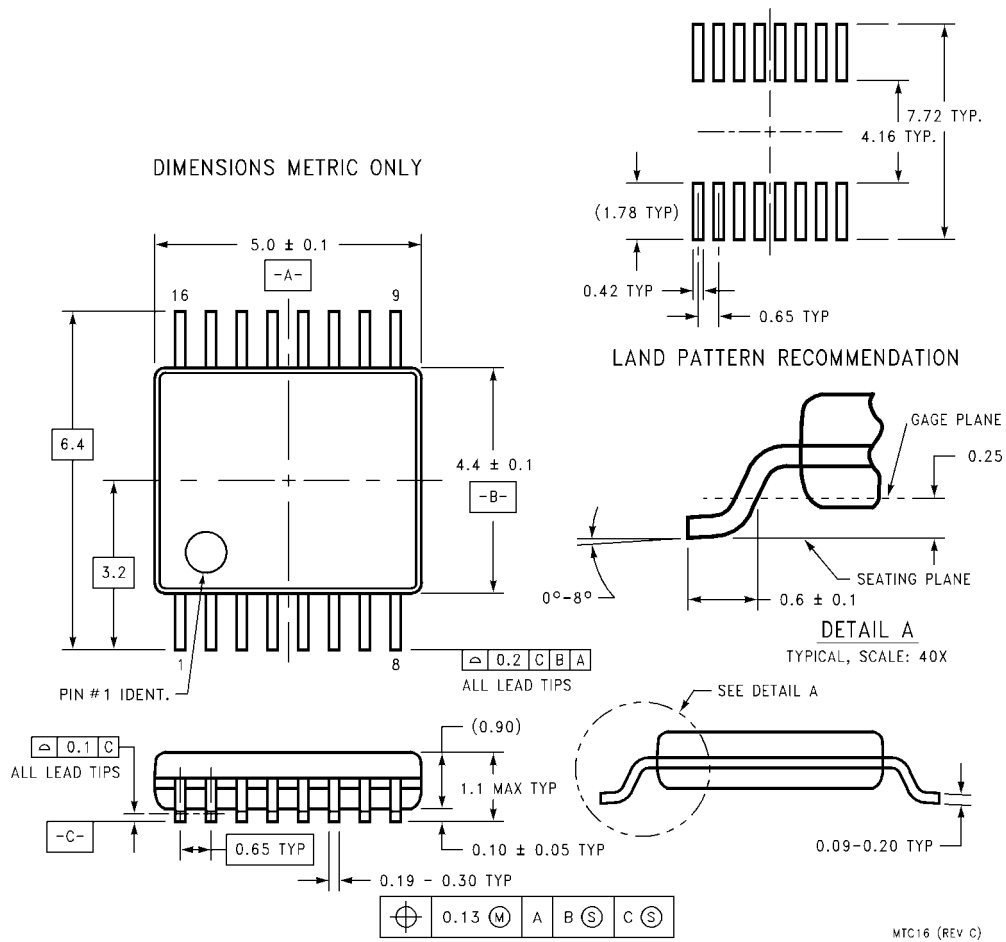 7.72 TYP.
4.16 TYP.
DIMENSIONS METRIC ONLY
(1.78 TYP)
5.0 ± 0.1
-A-
0.42 TYP
0.65 TYP
16
9
LAND PATTERN RECOMMENDATION
GAGE PLANE
6.4
0.25
4.4 ± 0.1
-B-
3.2
SEATING PLANE
0°-8°
0.6 ± 0.1
DETAIL A
TYPICAL, SCALE: 40X
1
8
⌓ 0.2 C B A
ALL LEAD TIPS
PIN #1 IDENT.
SEE DETAIL A
(0.90)
⌓ 0.1 C
ALL LEAD TIPS
1.1 MAX TYP
-C-
0.65 TYP
0.10 ± 0.05 TYP
0.09-0.20 TYP
0.19 - 0.30 TYP
⌖ 0.13 Ⓜ A B Ⓢ C Ⓢ
MTC16 (REV C)